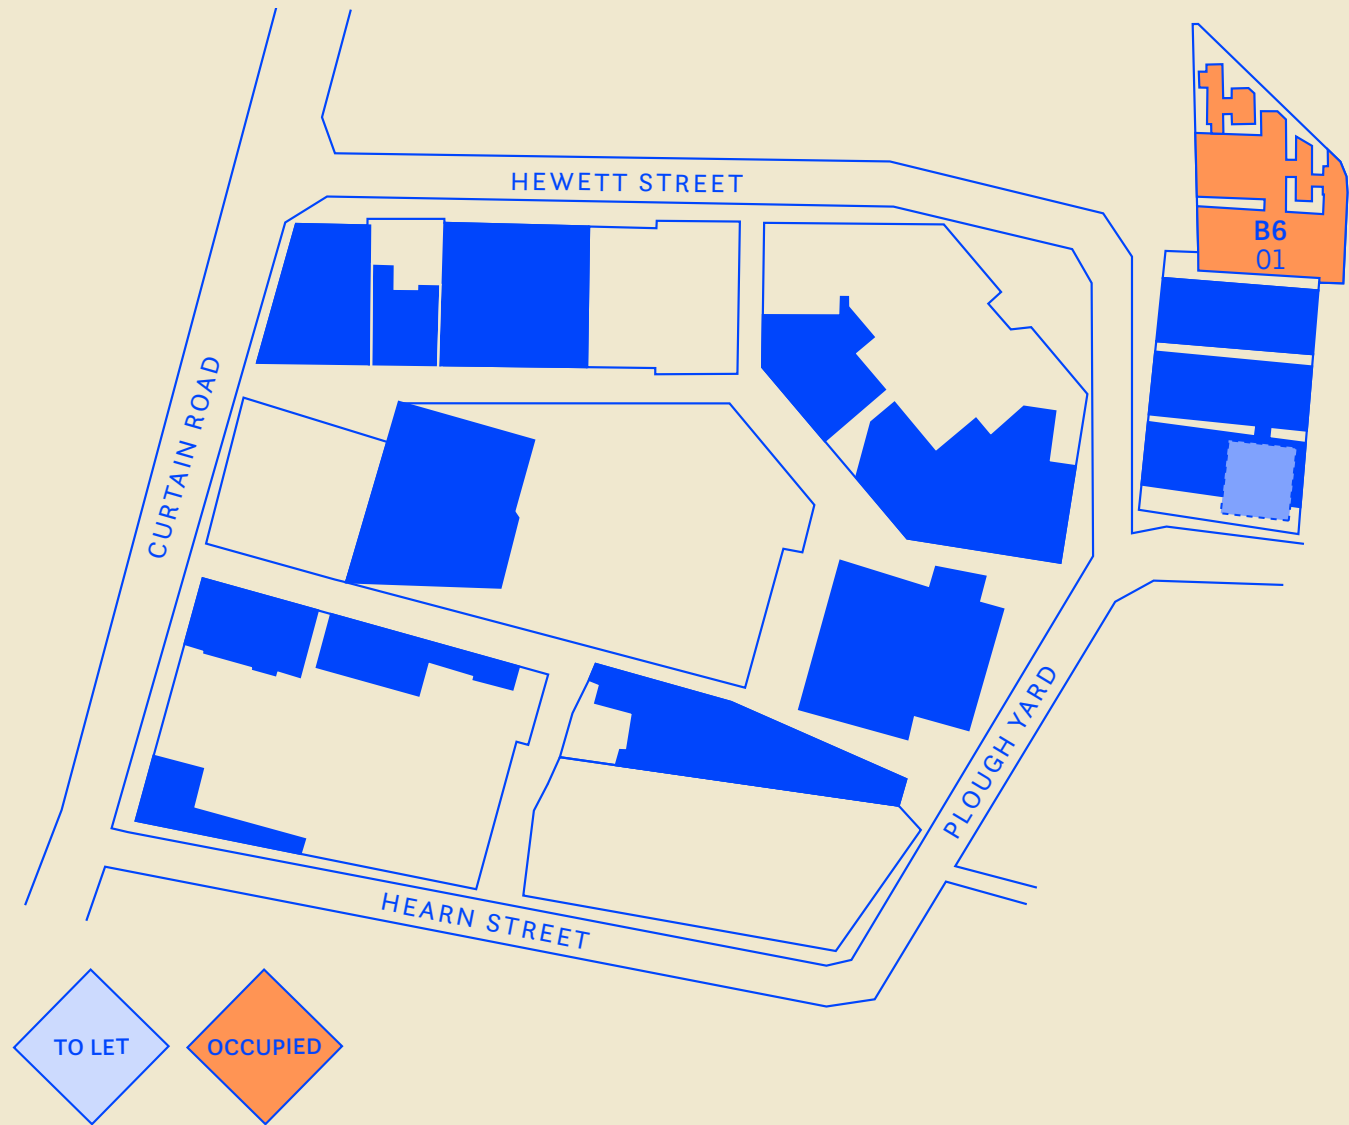 HEWETT STREET
B6
01
CURTAIN ROAD
PLOUGH YARD
HEARN STREET
TO LET
OCCUPIED